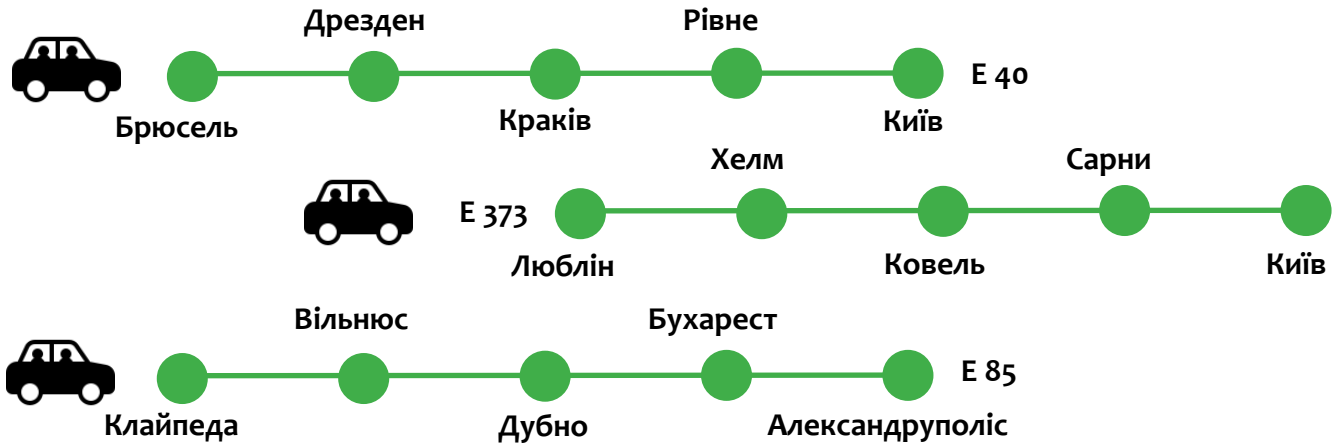 Дрезден Рівне
Е 40
Брюсель Краків Київ
Хелм Сарни
Е 373
Люблін Ковель Київ
Вільнюс Бухарест
Е 85
Клайпеда Дубно Александруполіс